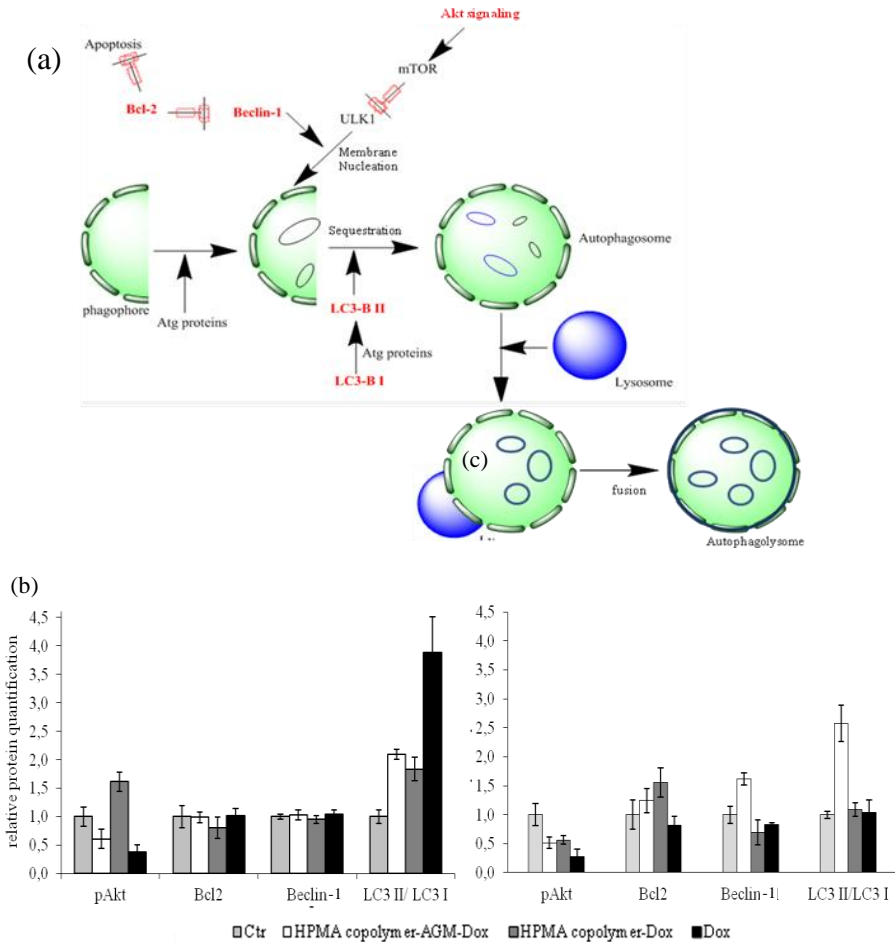 Akt signaling
(a)
Apoptosis
mTOR
Bcl-2
Beclin-1
ULK1
Membrane
Nucleation
Sequestration
Autophagosome
phagophore
Atg proteins
LC3-B II
Atg proteins
LC3-B I
Lysosome
(c)
fusion
Autophagolysome
(b)
relative protein quantification
4,5
4,0
3,5
3,0
2,5
2,0
1,5
1,0
0,5
0,0
pAkt
Bcl2
Beclin-1
LC3 II/ LC3 I
4,5
4,0
3,5
3,0
2,5
2,0
1,5
1,0
0,5
0,0
pAkt
Bcl2
Beclin-1
LC3 II/LC3 I
Ctr
HPMA copolymer-AGM-Dox
HPMA copolymer-Dox
Dox